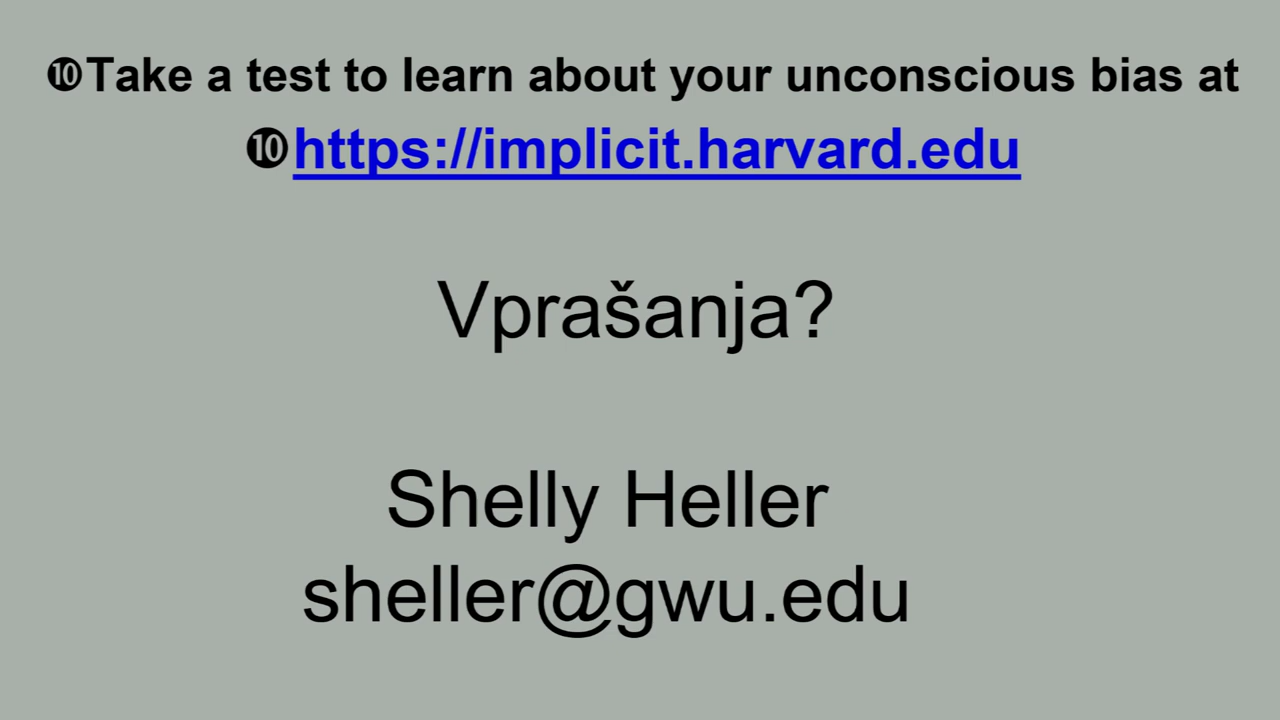 ❿Take a test to learn about your unconscious bias at
❿https://implicit.harvard.edu
Vprašanja?
Shelly Heller
sheller@gwu.edu